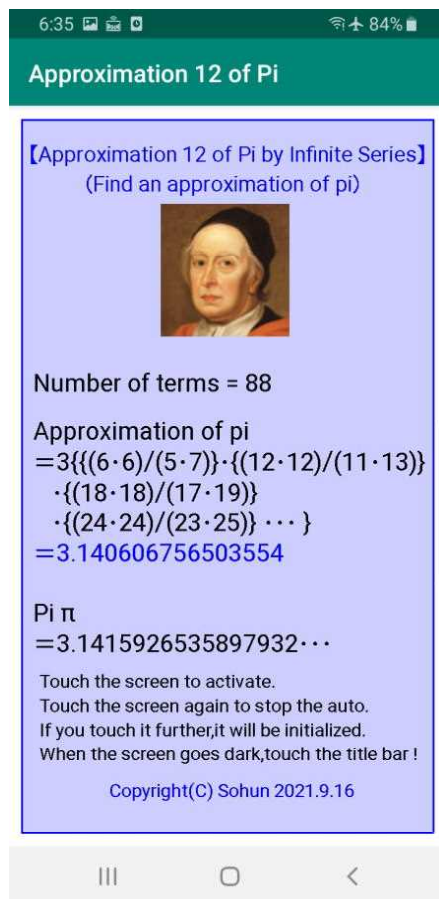 6:35 84%
Approximation 12 of Pi
【Approximation 12 of Pi by Infinite Series】
(Find an approximation of pi)
Number of terms = 88
Approximation of pi
＝3{{(6･6)/(5･7)}･{(12･12)/(11･13)}
･{(18･18)/(17･19)}
･{(24･24)/(23･25)} ･･･ }
＝3.140606756503554
Pi π
＝3.1415926535897932･･･
Touch the screen to activate.
Touch the screen again to stop the auto.
If you touch it further,it will be initialized.
When the screen goes dark,touch the title bar !
Copyright(C) Sohun 2021.9.16